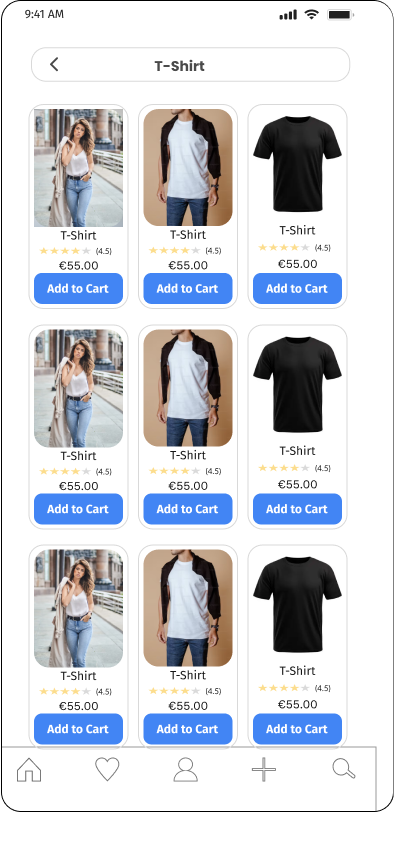 9:41 AM
T-Shirt
T-Shirt
(4.5)
€55.00
Add to Cart
T-Shirt
(4.5)
€55.00
Add to Cart
T-Shirt
(4.5)
€55.00
Add to Cart
T-Shirt
(4.5)
€55.00
Add to Cart
T-Shirt
(4.5)
€55.00
Add to Cart
T-Shirt
(4.5)
€55.00
Add to Cart
T-Shirt
(4.5)
€55.00
Add to Cart
T-Shirt
(4.5)
€55.00
Add to Cart
T-Shirt
(4.5)
€55.00
Add to Cart